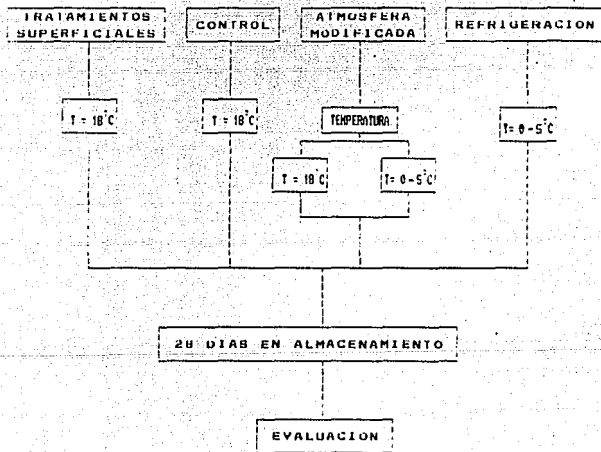 TRATAMIENTOS
SUPERFICIALES
CONTROL
ATMOSFERA
MODIFICADA
REFRIGERACION
T = 18°C
T = 18°C
TEMPERATURA
T= 0-5°C
T = 18°C
T= 0-5°C
28 DIAS EN ALMACENAMIENTO
EVALUACION